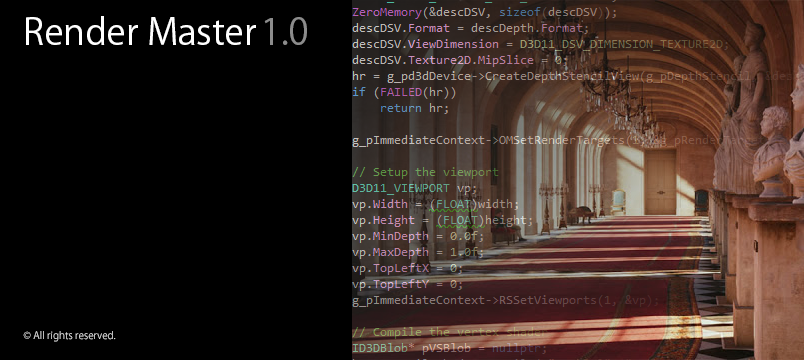 Render Master 1.0
ZeroMemory(&descDSV, sizeof(descDSV));
descDSV.Format = descDepth.Format;
descDSV.ViewDimension = D3D11_DSV_DIMENSION_TEXTURE2D;
descDSV.Texture2D.MipSlice = 0;
hr = g_pd3dDevice->CreateDepthStencilView(g_pDepthStencil, &des
if (FAILED(hr))
    return hr;
g_pImmediateContext->OMSetRenderTargets(1, &g_pRenderTarge
// Setup the viewport
D3D11_VIEWPORT vp;
vp.Width = (FLOAT)width;
vp.Height = (FLOAT)height;
vp.MinDepth = 0.0f;
vp.MaxDepth = 1.0f;
vp.TopLeftX = 0;
vp.TopLeftY = 0;
g_pImmediateContext->RSSetViewports(1, &vp);
// Compile the vertex shader
ID3DBlob* pVSBlob = nullptr;
© All rights reserved.